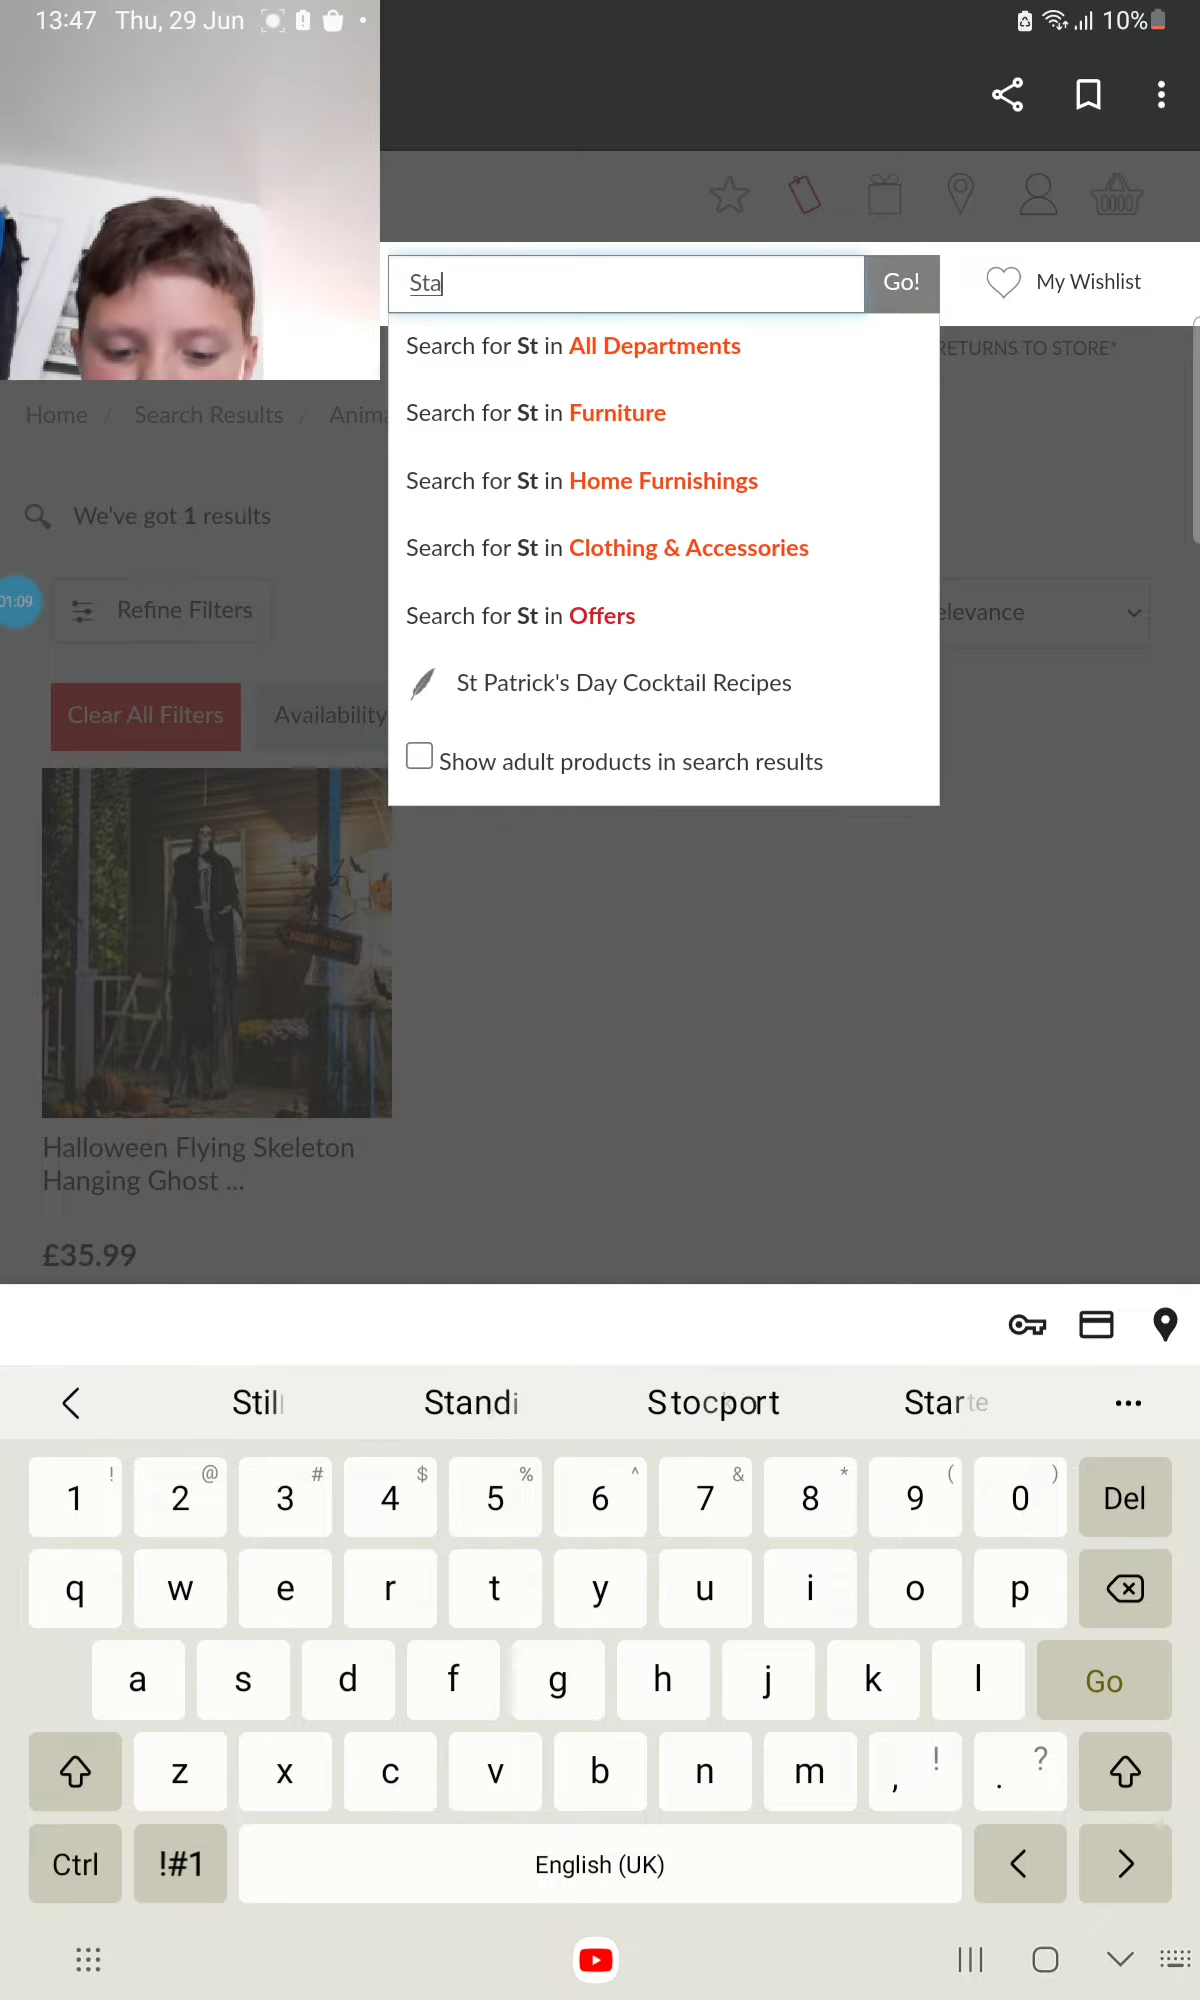 13:47 Thu, 29 Jun
10%
Sta
Go!
My Wishlist
RETURNS TO STORE*
Search for St in All Departments
Search for St in Furniture
Search for St in Home Furnishings
Search for St in Clothing & Accessories
Search for St in Offers
St Patrick's Day Cocktail Recipes
Show adult products in search results
Home / Search Results / Anima
We've got 1 results
01:09
Refine Filters
elevance
Clear All Filters
Availability
Halloween Flying Skeleton
Hanging Ghost ...
£35.99
Still Standi Stockport Starte
! @ # $ % ^ & * ( )
1 2 3 4 5 6 7 8 9 0 Del
q w e r t y u i o p
a s d f g h j k l Go
z x c v b n m , ! . ?
Ctrl !#1 English (UK)